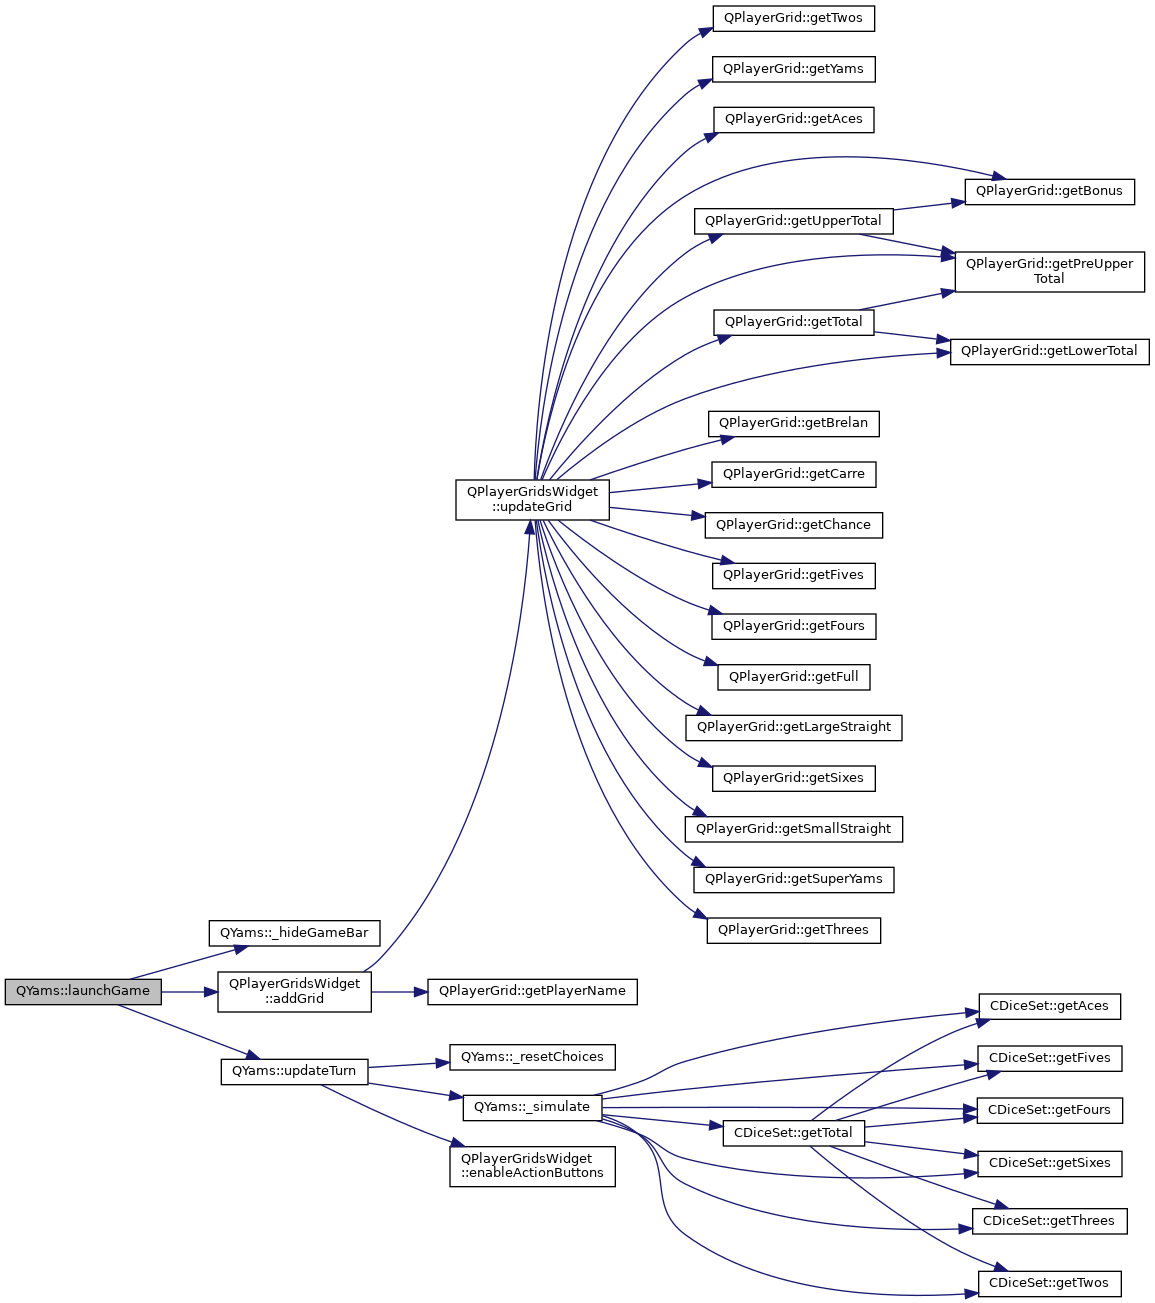 QPlayerGrid::getTwos
QPlayerGrid::getYams
QPlayerGrid::getAces
QPlayerGrid::getBonus
QPlayerGrid::getUpperTotal
QPlayerGrid::getPreUpper
Total
QPlayerGrid::getTotal
QPlayerGrid::getLowerTotal
QPlayerGrid::getBrelan
QPlayerGrid::getCarre
QPlayerGridsWidget
::updateGrid
QPlayerGrid::getChance
QPlayerGrid::getFives
QPlayerGrid::getFours
QPlayerGrid::getFull
QPlayerGrid::getLargeStraight
QPlayerGrid::getSixes
QPlayerGrid::getSmallStraight
QPlayerGrid::getSuperYams
QPlayerGrid::getThrees
QYams::_hideGameBar
QYams::launchGame
QPlayerGridsWidget
::addGrid
QPlayerGrid::getPlayerName
CDiceSet::getAces
QYams::_resetChoices
CDiceSet::getFives
QYams::updateTurn
QYams::_simulate
CDiceSet::getFours
CDiceSet::getTotal
QPlayerGridsWidget
::enableActionButtons
CDiceSet::getSixes
CDiceSet::getThrees
CDiceSet::getTwos